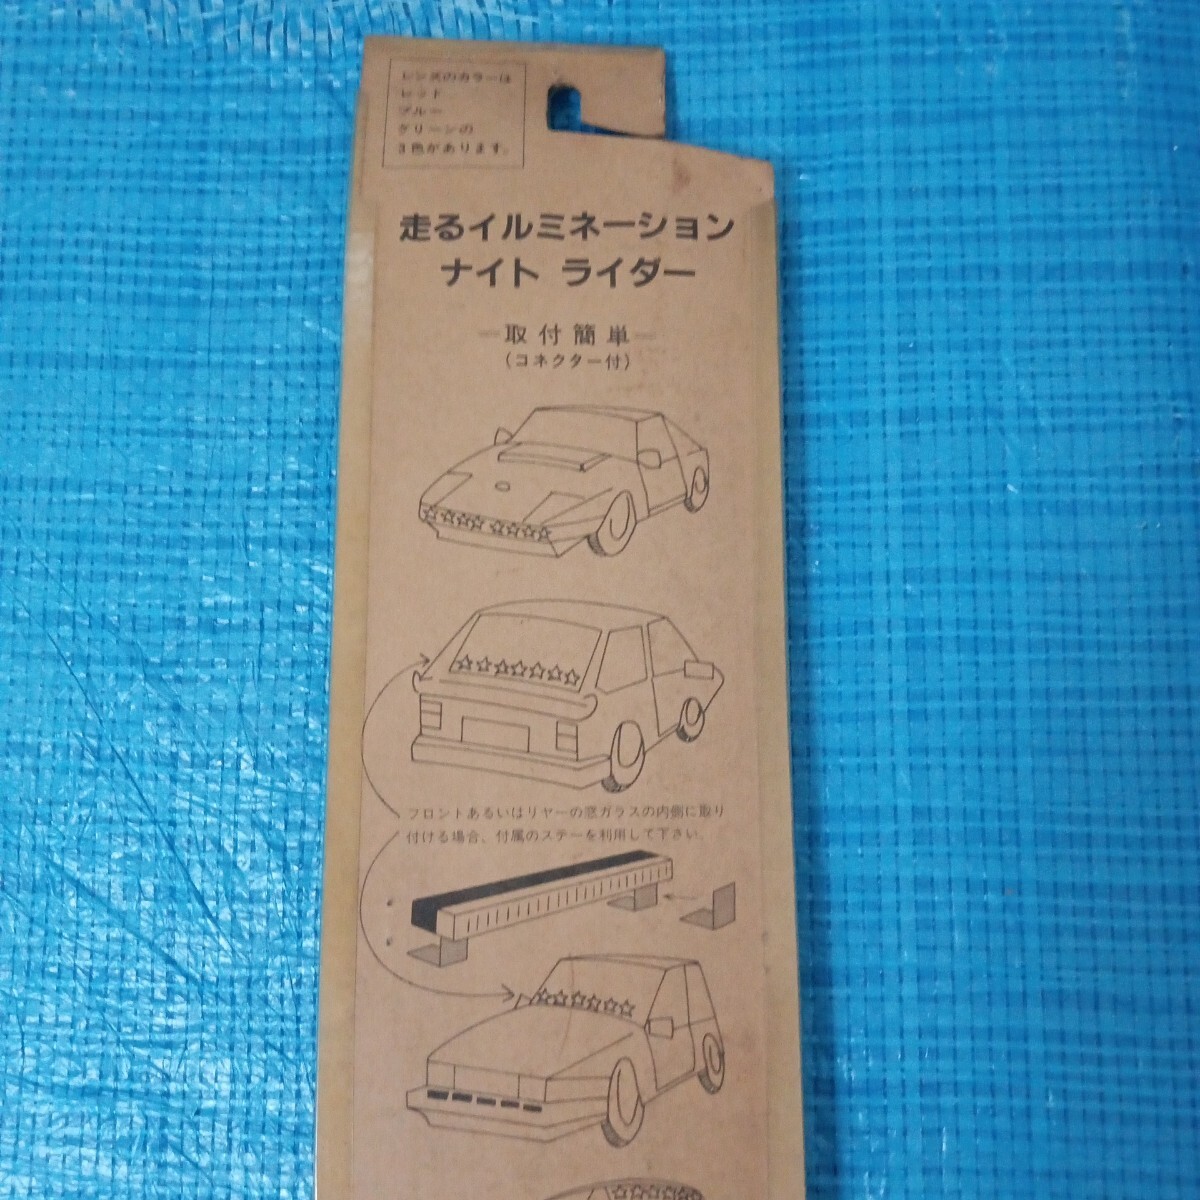 レンズのカラーは
レッド
ブルー
グリーンの
3色があります。
走るイルミネーション
ナイト ライダー
—取付簡単—
(コネクター付)
フロントあるいはリヤーの窓ガラスの内側に取り
付ける場合、付属のステーを利用して下さい。